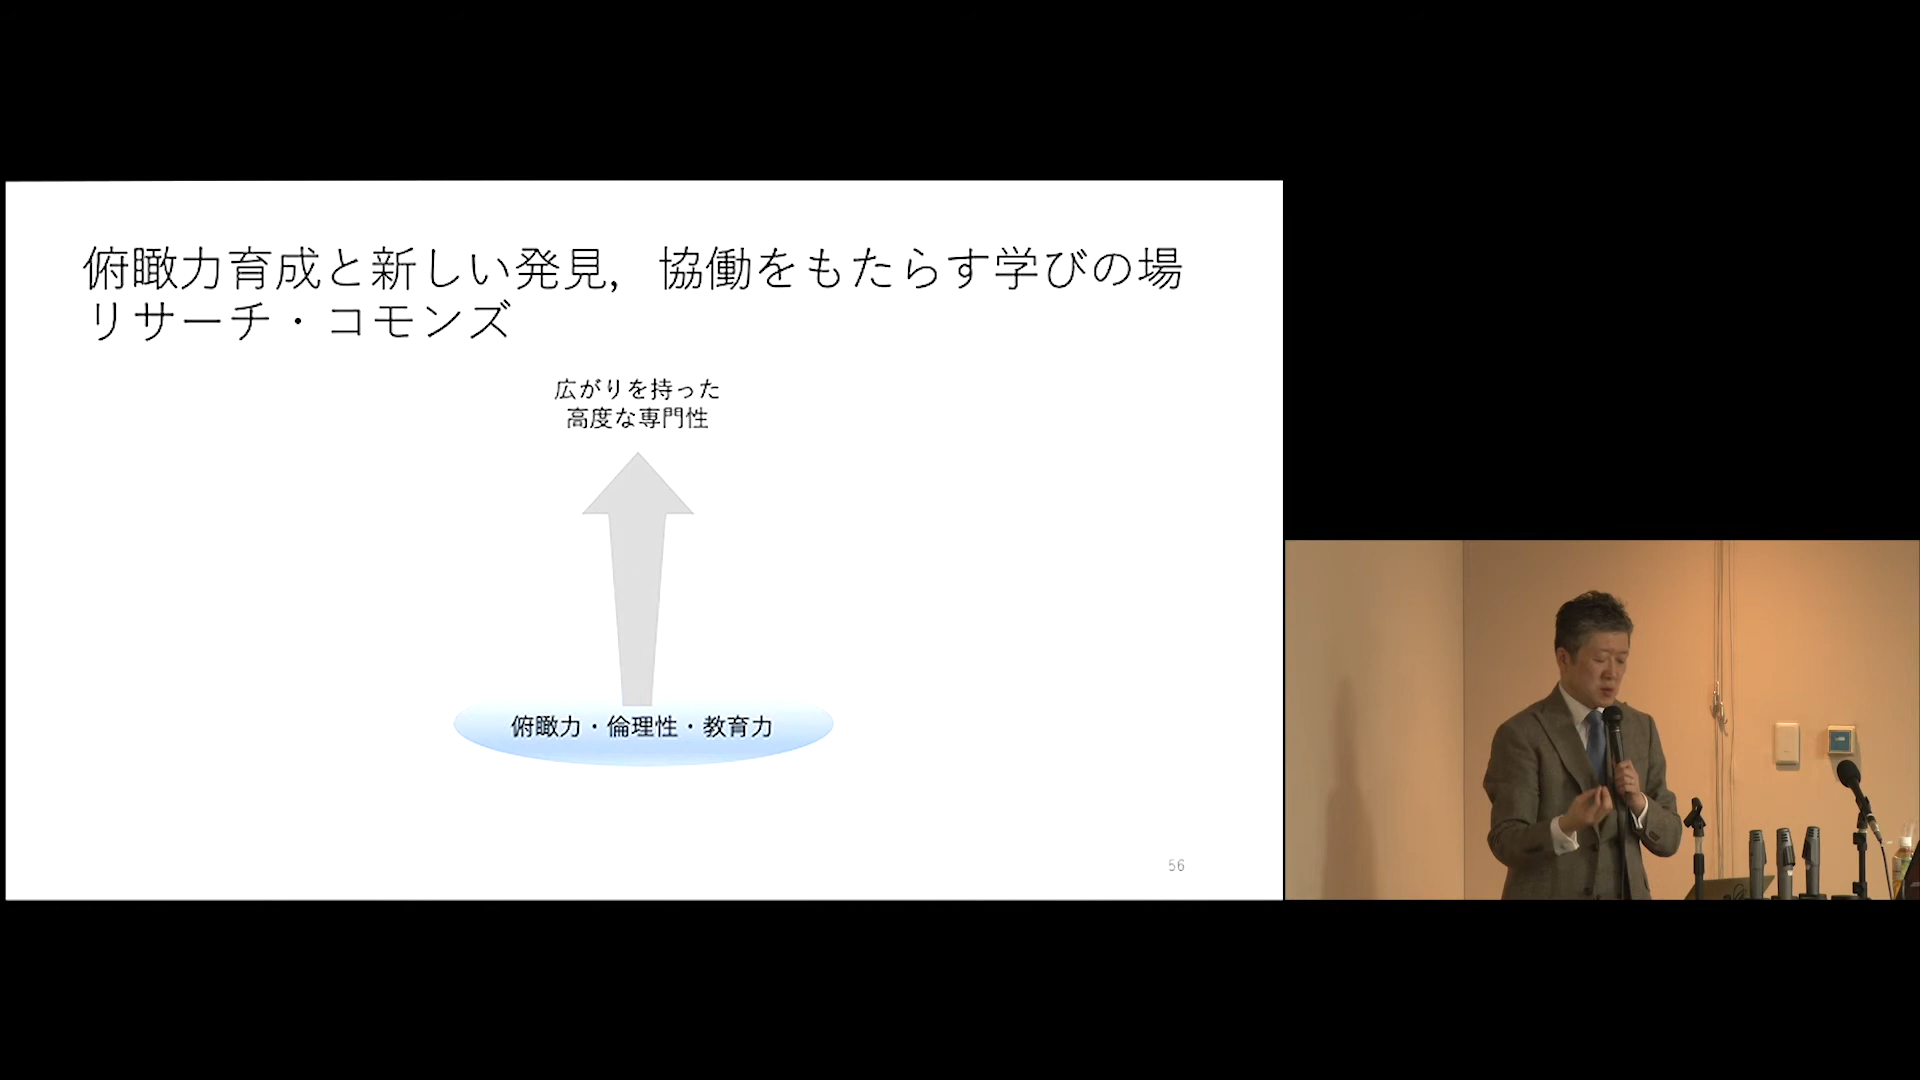 俯瞰力育成と新しい発見，協働をもたらす学びの場
リサーチ・コモンズ
広がりを持った
高度な専門性
俯瞰力・倫理性・教育力
56